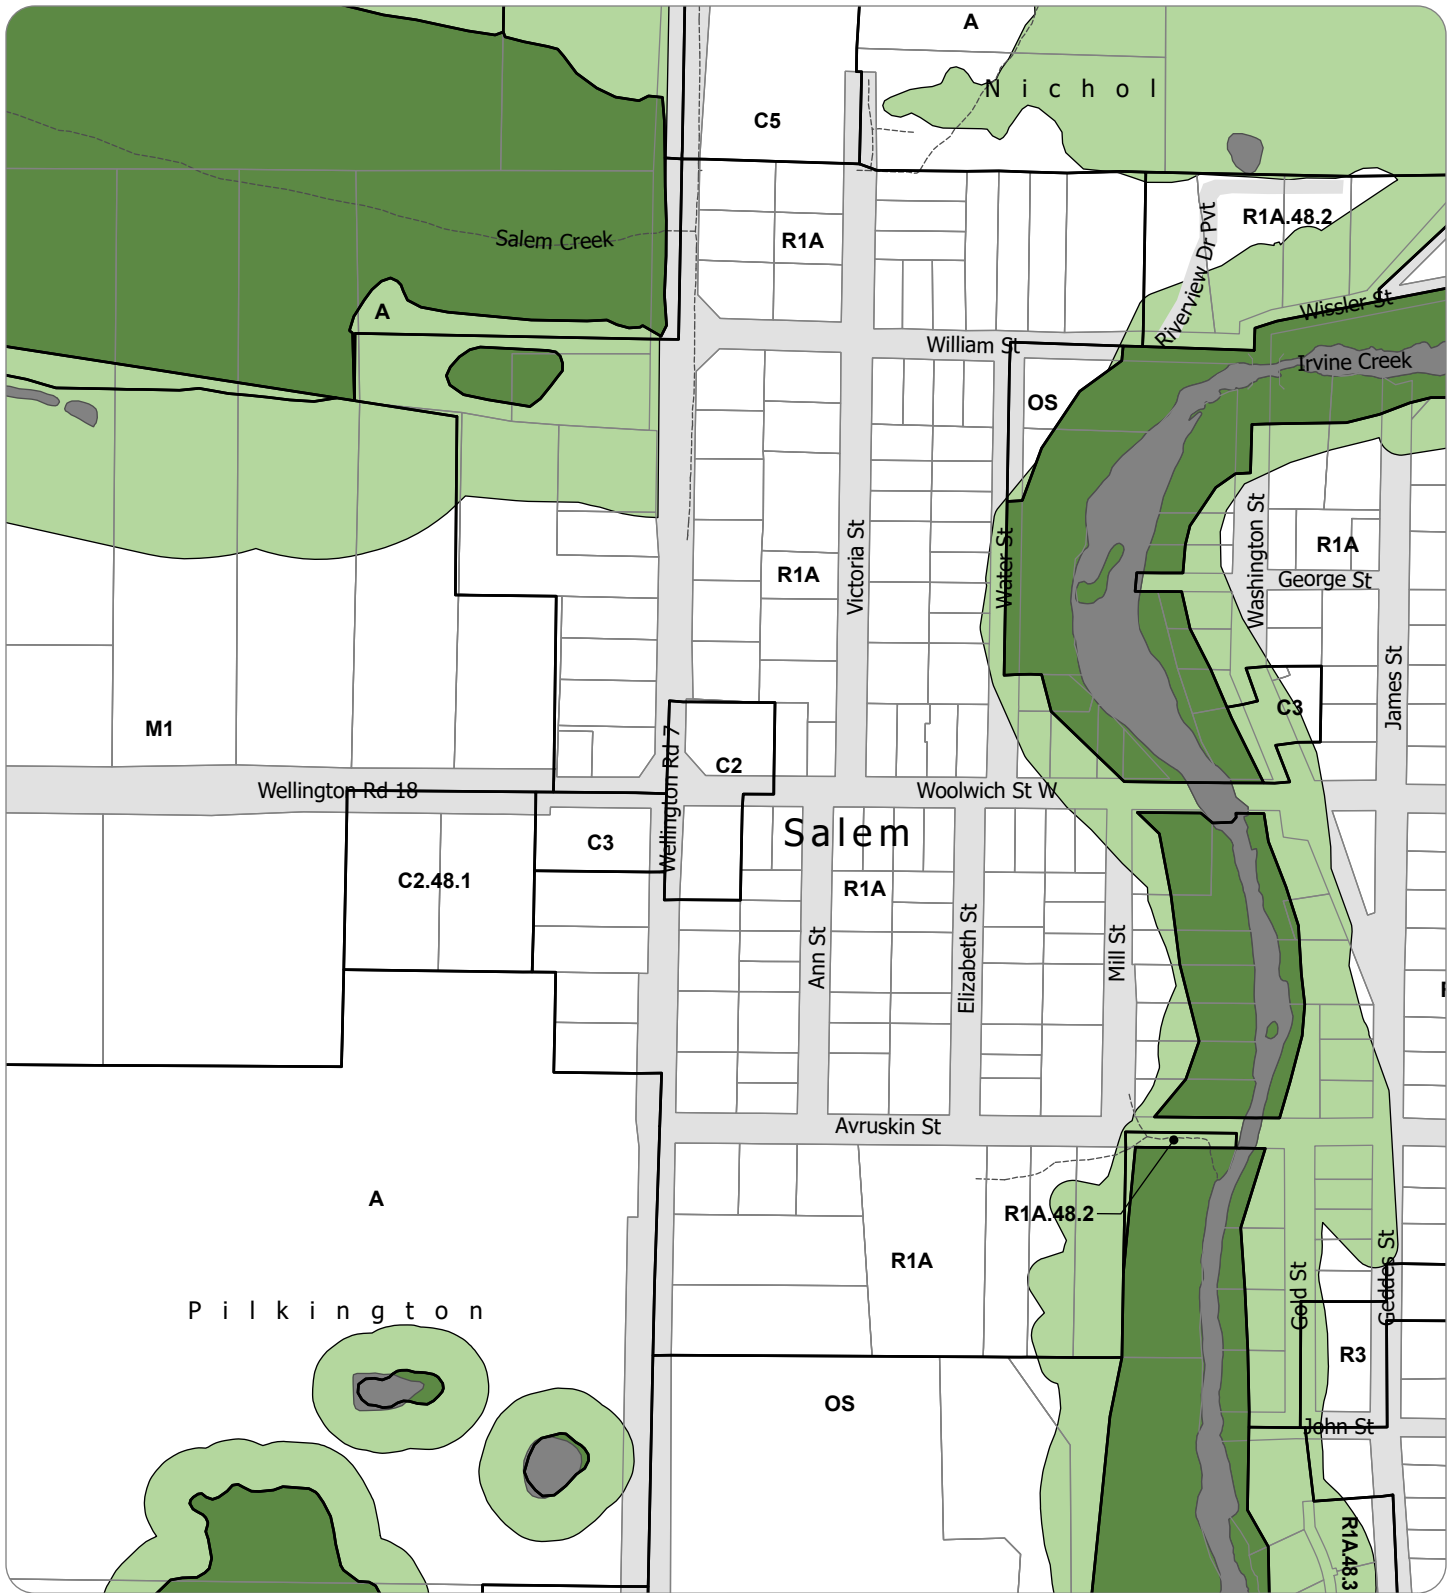 A
Nichol
C5
R1A.48.2
Riverview Dr Pvt
R1A
Salem Creek
A
Wissler St
William St
Irvine Creek
OS
Water St
Washington St
R1A
Victoria St
R1A
George St
James St
C3
M1
Wellington Rd 7
C2
Wellington Rd 18
Woolwich St W
Salem
C3
C2.48.1
R1A
Ann St
Elizabeth St
Mill St
Avruskin St
A
R1A.48.2
R1A
Gold St
Geddes St
Pilkington
R3
OS
John St
R1A.48.3